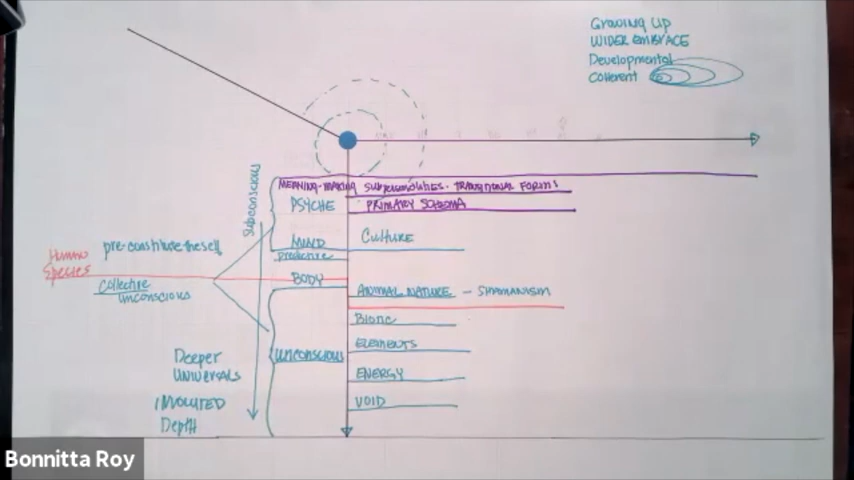 Growing Up
WIDER EMBRACE
Developmental
Coherent
MEANING-MAKING SUBPERSONALITIES - TRANSITIONAL FORMS
PSYCHE
PRIMARY SCHEMA
Subconscious
MIND
CULTURE
Predictive
pre-constitute the self
Human
Species
BODY
Collective
Unconscious
ANIMAL NATURE - SHAMANISM
BIONIC
UNCONSCIOUS
ELEMENTS
Deeper
UNIVERSALS
ENERGY
INVOLUTED
Depth
VOID
Bonnitta Roy